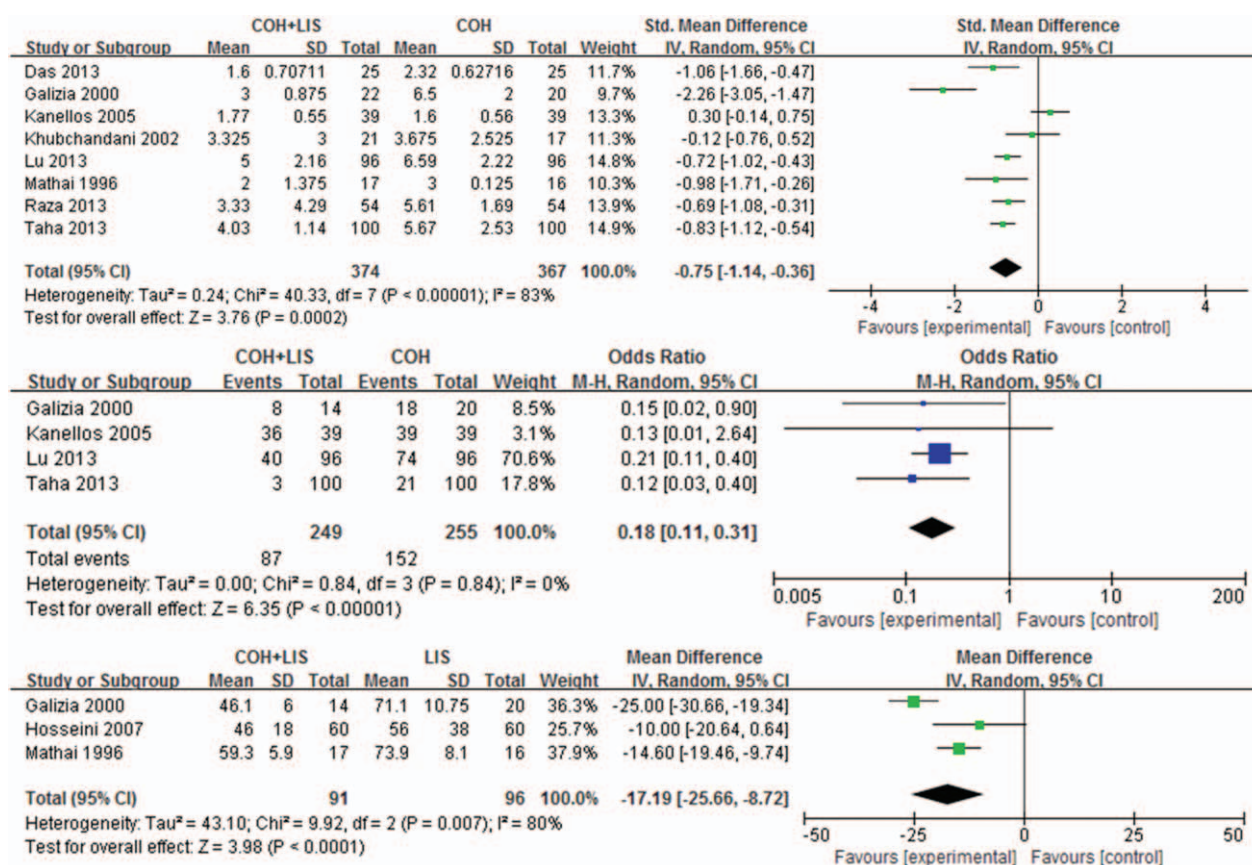 COH+LIS COH Std. Mean Difference Std. Mean Difference
Study or Subgroup Mean SD Total Mean SD Total Weight IV, Random, 95% CI IV, Random, 95% CI
Das 2013 1.6 0.70711 25 2.32 0.62716 25 11.7% -1.06 [-1.66, -0.47]
Galizia 2000 3 0.875 22 6.5 2 20 9.7% -2.26 [-3.05, -1.47]
Kanellos 2005 1.77 0.55 39 1.6 0.56 39 13.3% 0.30 [-0.14, 0.75]
Khubchandani 2002 3.325 3 21 3.675 2.525 17 11.3% -0.12 [-0.76, 0.52]
Lu 2013 5 2.16 96 6.59 2.22 96 14.8% -0.72 [-1.02, -0.43]
Mathai 1996 2 1.375 17 3 0.125 16 10.3% -0.98 [-1.71, -0.26]
Raza 2013 3.33 4.29 54 5.61 1.69 54 13.9% -0.69 [-1.08, -0.31]
Taha 2013 4.03 1.14 100 5.67 2.53 100 14.9% -0.83 [-1.12, -0.54]
Total (95% CI) 374 367 100.0% -0.75 [-1.14, -0.36]
Heterogeneity: Tau² = 0.24; Chi² = 40.33, df = 7 (P < 0.00001); I² = 83%
Test for overall effect: Z = 3.76 (P = 0.0002)
-4 -2 0 2 4
Favours [experimental] Favours [control]
COH+LIS COH Odds Ratio Odds Ratio
Study or Subgroup Events Total Events Total Weight M-H, Random, 95% CI M-H, Random, 95% CI
Galizia 2000 8 14 18 20 8.5% 0.15 [0.02, 0.90]
Kanellos 2005 36 39 39 39 3.1% 0.13 [0.01, 2.64]
Lu 2013 40 96 74 96 70.6% 0.21 [0.11, 0.40]
Taha 2013 3 100 21 100 17.8% 0.12 [0.03, 0.40]
Total (95% CI) 249 255 100.0% 0.18 [0.11, 0.31]
Total events 87 152
Heterogeneity: Tau² = 0.00; Chi² = 0.84, df = 3 (P = 0.84); I² = 0%
Test for overall effect: Z = 6.35 (P < 0.00001)
0.005 0.1 1 10 200
Favours [experimental] Favours [control]
COH+LIS LIS Mean Difference Mean Difference
Study or Subgroup Mean SD Total Mean SD Total Weight IV, Random, 95% CI IV, Random, 95% CI
Galizia 2000 46.1 6 14 71.1 10.75 20 36.3% -25.00 [-30.66, -19.34]
Hosseini 2007 46 18 60 56 38 60 25.7% -10.00 [-20.64, 0.64]
Mathai 1996 59.3 5.9 17 73.9 8.1 16 37.9% -14.60 [-19.46, -9.74]
Total (95% CI) 91 96 100.0% -17.19 [-25.66, -8.72]
Heterogeneity: Tau² = 43.10; Chi² = 9.92, df = 2 (P = 0.007); I² = 80%
Test for overall effect: Z = 3.98 (P < 0.0001)
-50 -25 0 25 50
Favours [experimental] Favours [control]